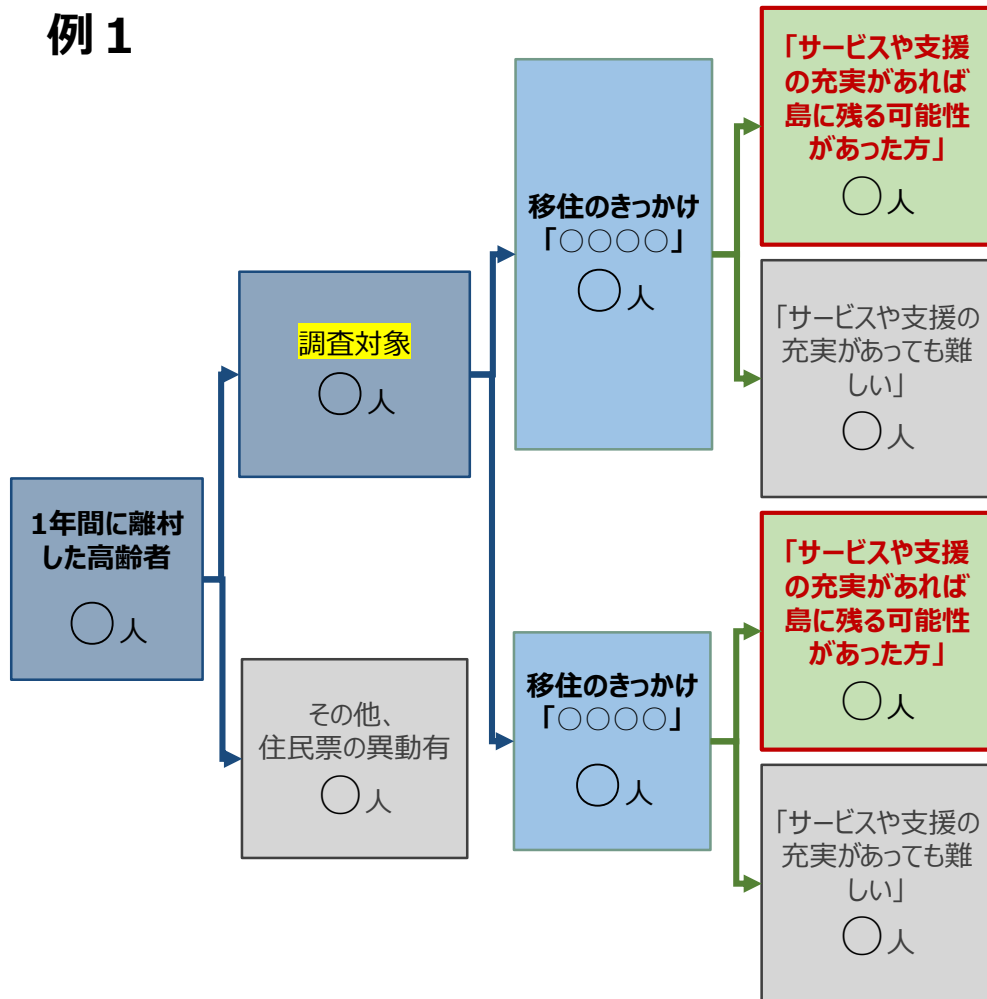 例１
1年間に離村
した高齢者
○人
調査対象
○人
その他、
住民票の異動有
○人
移住のきっかけ
「○○○○」
○人
移住のきっかけ
「○○○○」
○人
「サービスや支援
の充実があれば
島に残る可能性
があった方」
○人
「サービスや支援の
充実があっても難
しい」
○人
「サービスや支援
の充実があれば
島に残る可能性
があった方」
○人
「サービスや支援の
充実があっても難
しい」
○人